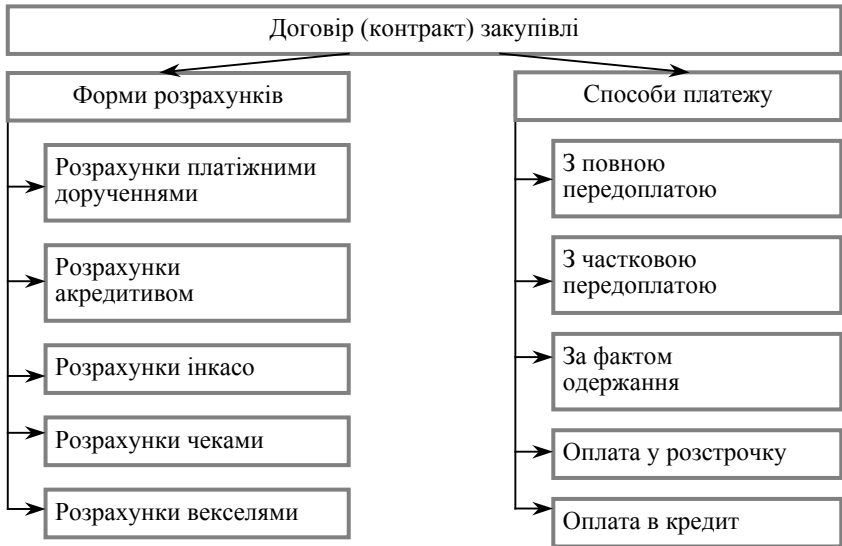 Договір (контракт) закупівлі
Форми розрахунків
Розрахунки платіжними
дорученнями
Розрахунки
акредитивом
Розрахунки інкасо
Розрахунки чеками
Розрахунки векселями
Способи платежу
З повною
передоплатою
З частковою
передоплатою
За фактом
одержання
Оплата у розстрочку
Оплата в кредит